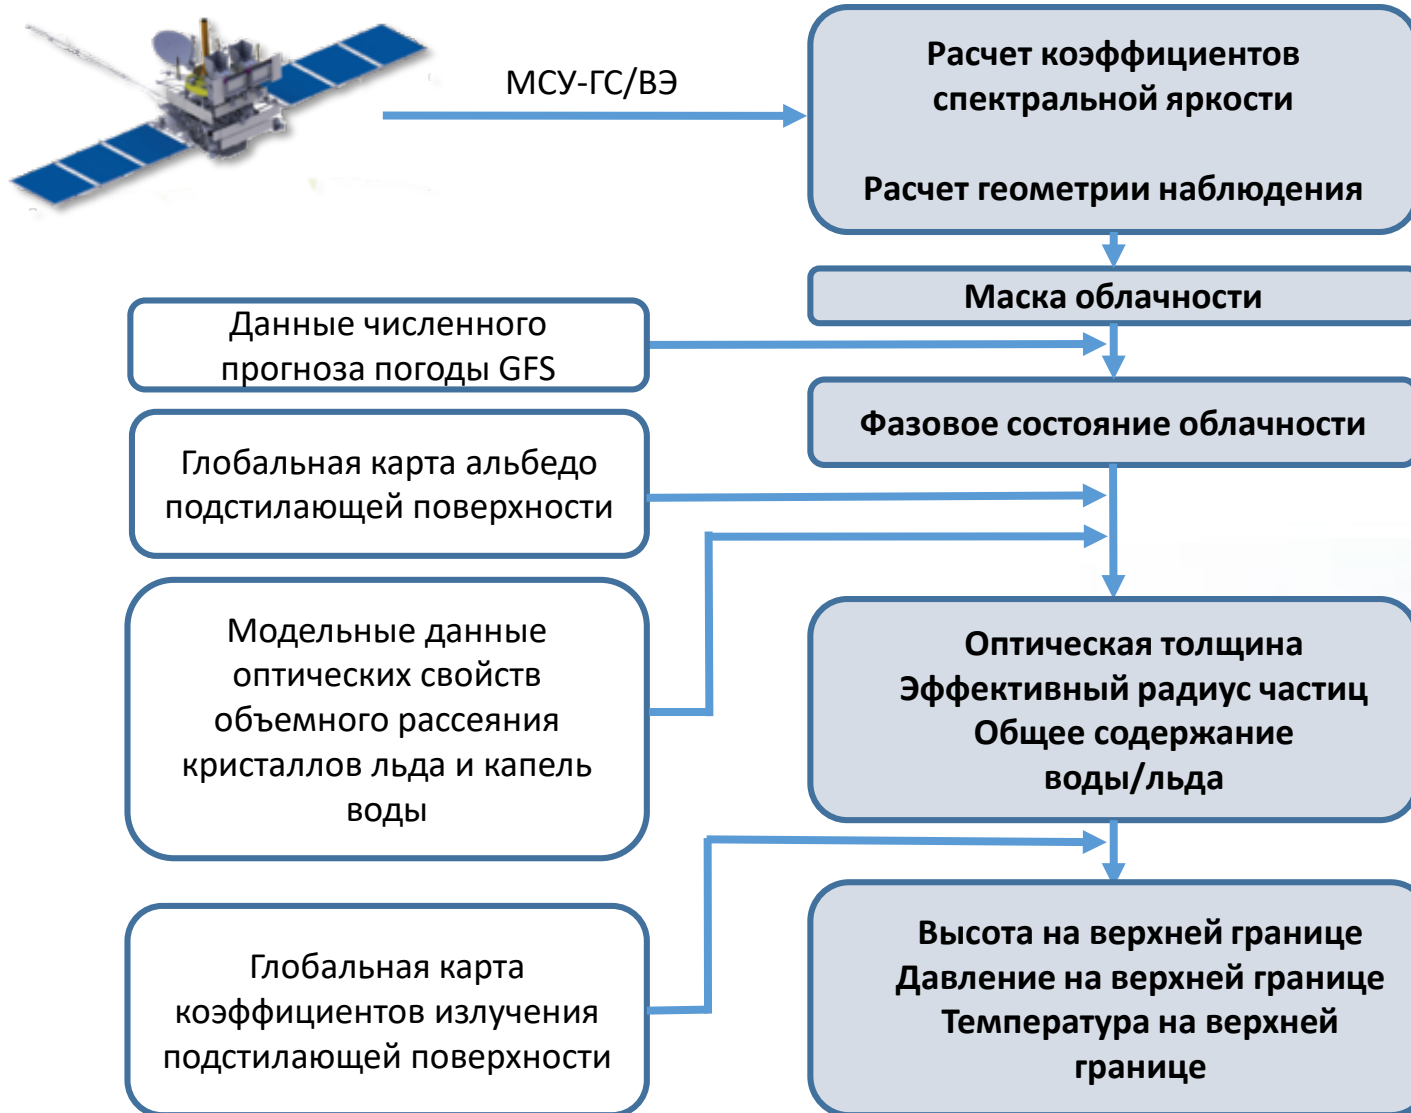 МСУ-ГС/ВЭ
Расчет коэффициентов
спектральной яркости
Расчет геометрии наблюдения
Маска облачности
Данные численного
прогноза погоды GFS
Фазовое состояние облачности
Глобальная карта альбедо
подстилающей поверхности
Модельные данные
оптических свойств
объемного рассеяния
кристаллов льда и капель
воды
Оптическая толщина
Эффективный радиус частиц
Общее содержание
воды/льда
Глобальная карта
коэффициентов излучения
подстилающей поверхности
Высота на верхней границе
Давление на верхней границе
Температура на верхней
границе